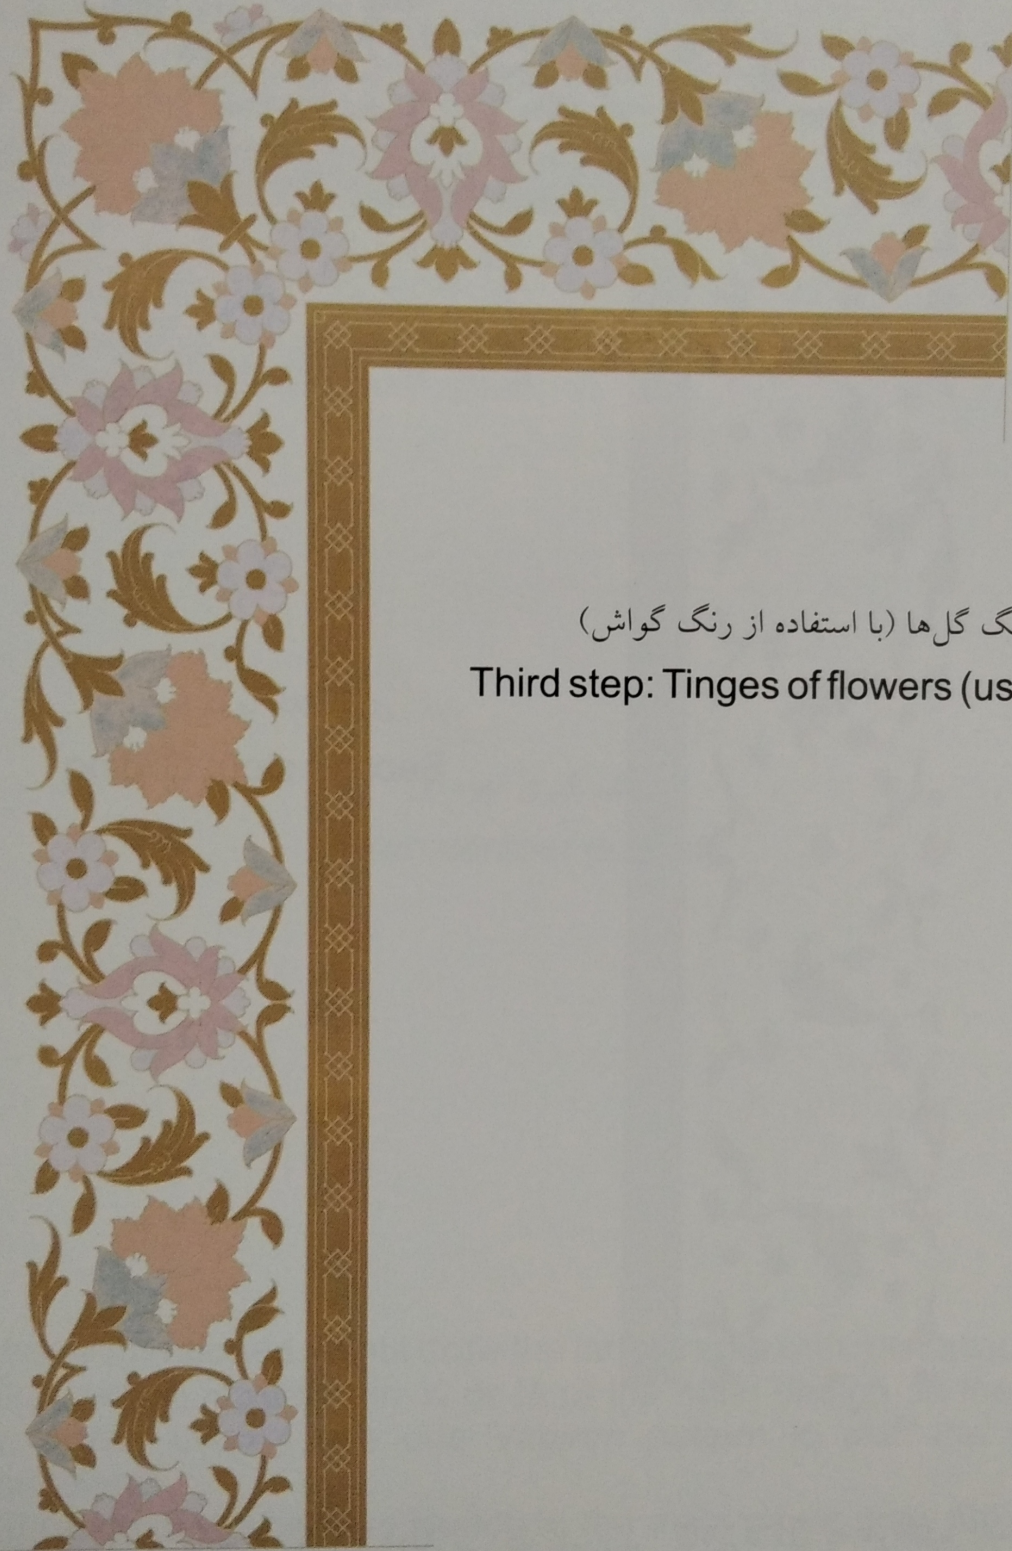 گ گل‌ها (با استفاده از رنگ گواش)
Third step: Tinges of flowers (us